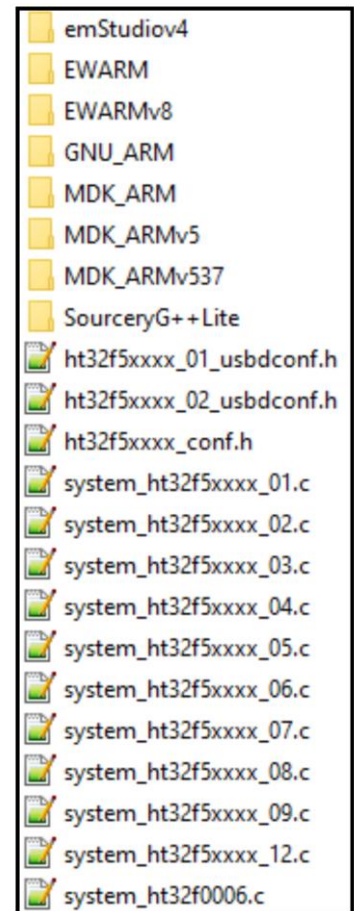 emStudiov4
EWARM
EWARMv8
GNU_ARM
MDK_ARM
MDK_ARMv5
MDK_ARMv537
SourceryG++Lite
ht32f5xxxx_01_usbdconf.h
ht32f5xxxx_02_usbdconf.h
ht32f5xxxx_conf.h
system_ht32f5xxxx_01.c
system_ht32f5xxxx_02.c
system_ht32f5xxxx_03.c
system_ht32f5xxxx_04.c
system_ht32f5xxxx_05.c
system_ht32f5xxxx_06.c
system_ht32f5xxxx_07.c
system_ht32f5xxxx_08.c
system_ht32f5xxxx_09.c
system_ht32f5xxxx_12.c
system_ht32f0006.c